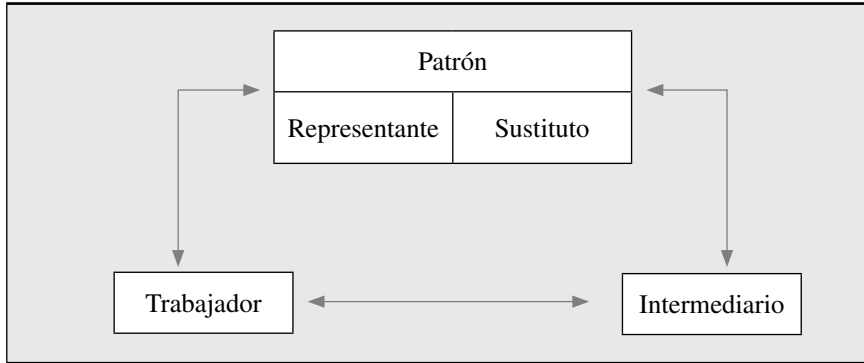 Patrón
Representante Sustituto
Trabajador
Intermediario